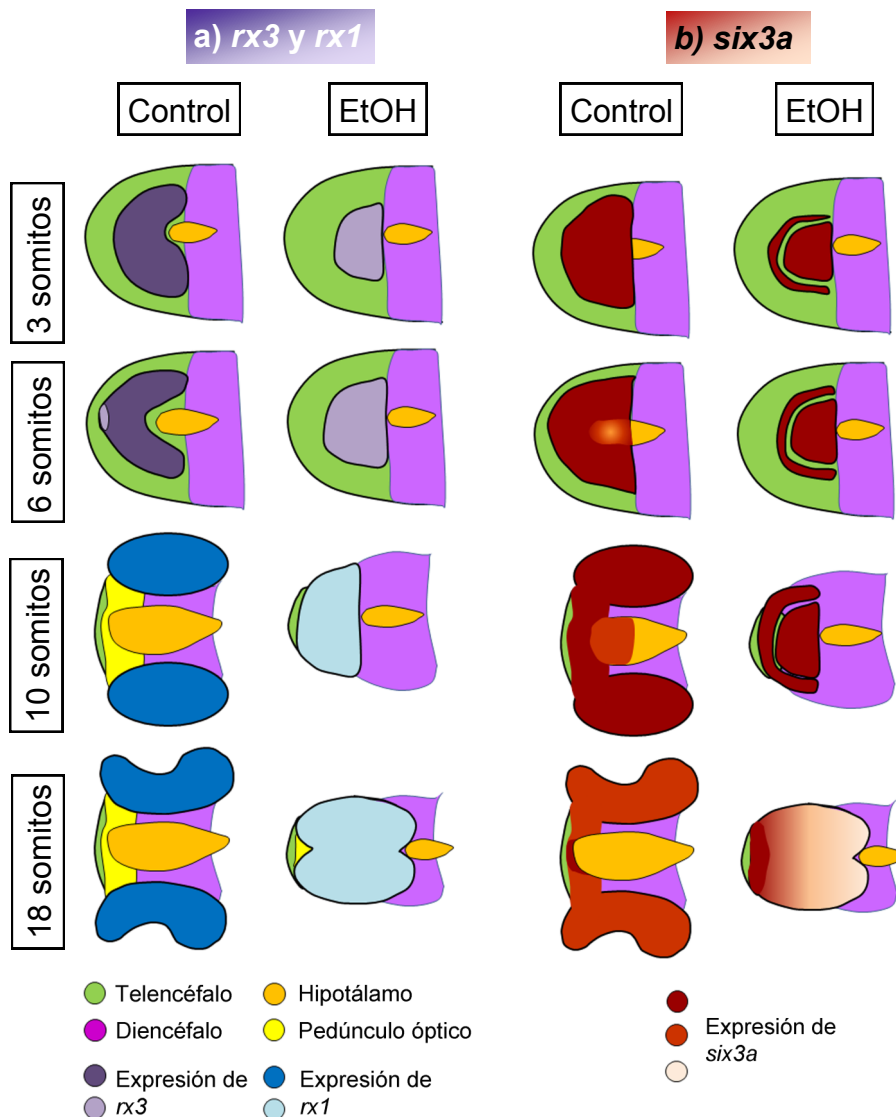 a) rx3 y rx1
b) six3a
Control
EtOH
Control
EtOH
3 somitos
6 somitos
10 somitos
18 somitos
Telencéfalo
Hipotálamo
Diencéfalo
Pedúnculo óptico
Expresión de
rx3
Expresión de
rx1
Expresión de
six3a